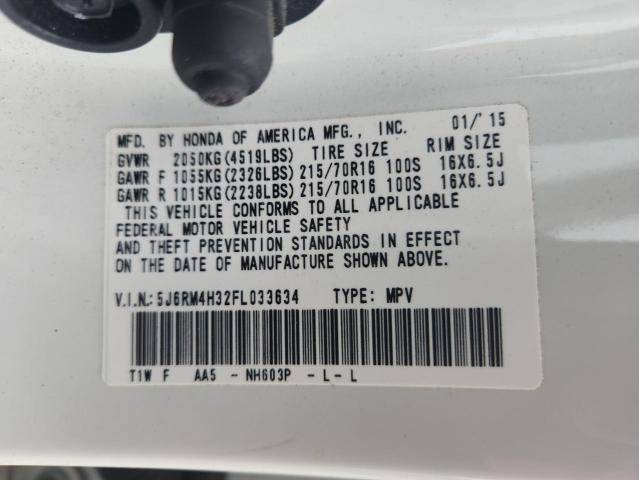 MFD. BY HONDA OF AMERICA MFG., INC. 01/'15
GVWR 2050KG(4519LBS) TIRE SIZE RIM SIZE
GAWR F 1055KG(2326LBS) 215/70R16 100S 16X6.5J
GAWR R 1015KG(2238LBS) 215/70R16 100S 16X6.5J
THIS VEHICLE CONFORMS TO ALL APPLICABLE
FEDERAL MOTOR VEHICLE SAFETY
AND THEFT PREVENTION STANDARDS IN EFFECT
ON THE DATE OF MANUFACTURE SHOWN ABOVE.
V.I.N.: 5J6RM4H32FL033634 TYPE: MPV
T1W F AA5 - NH603P - L - L